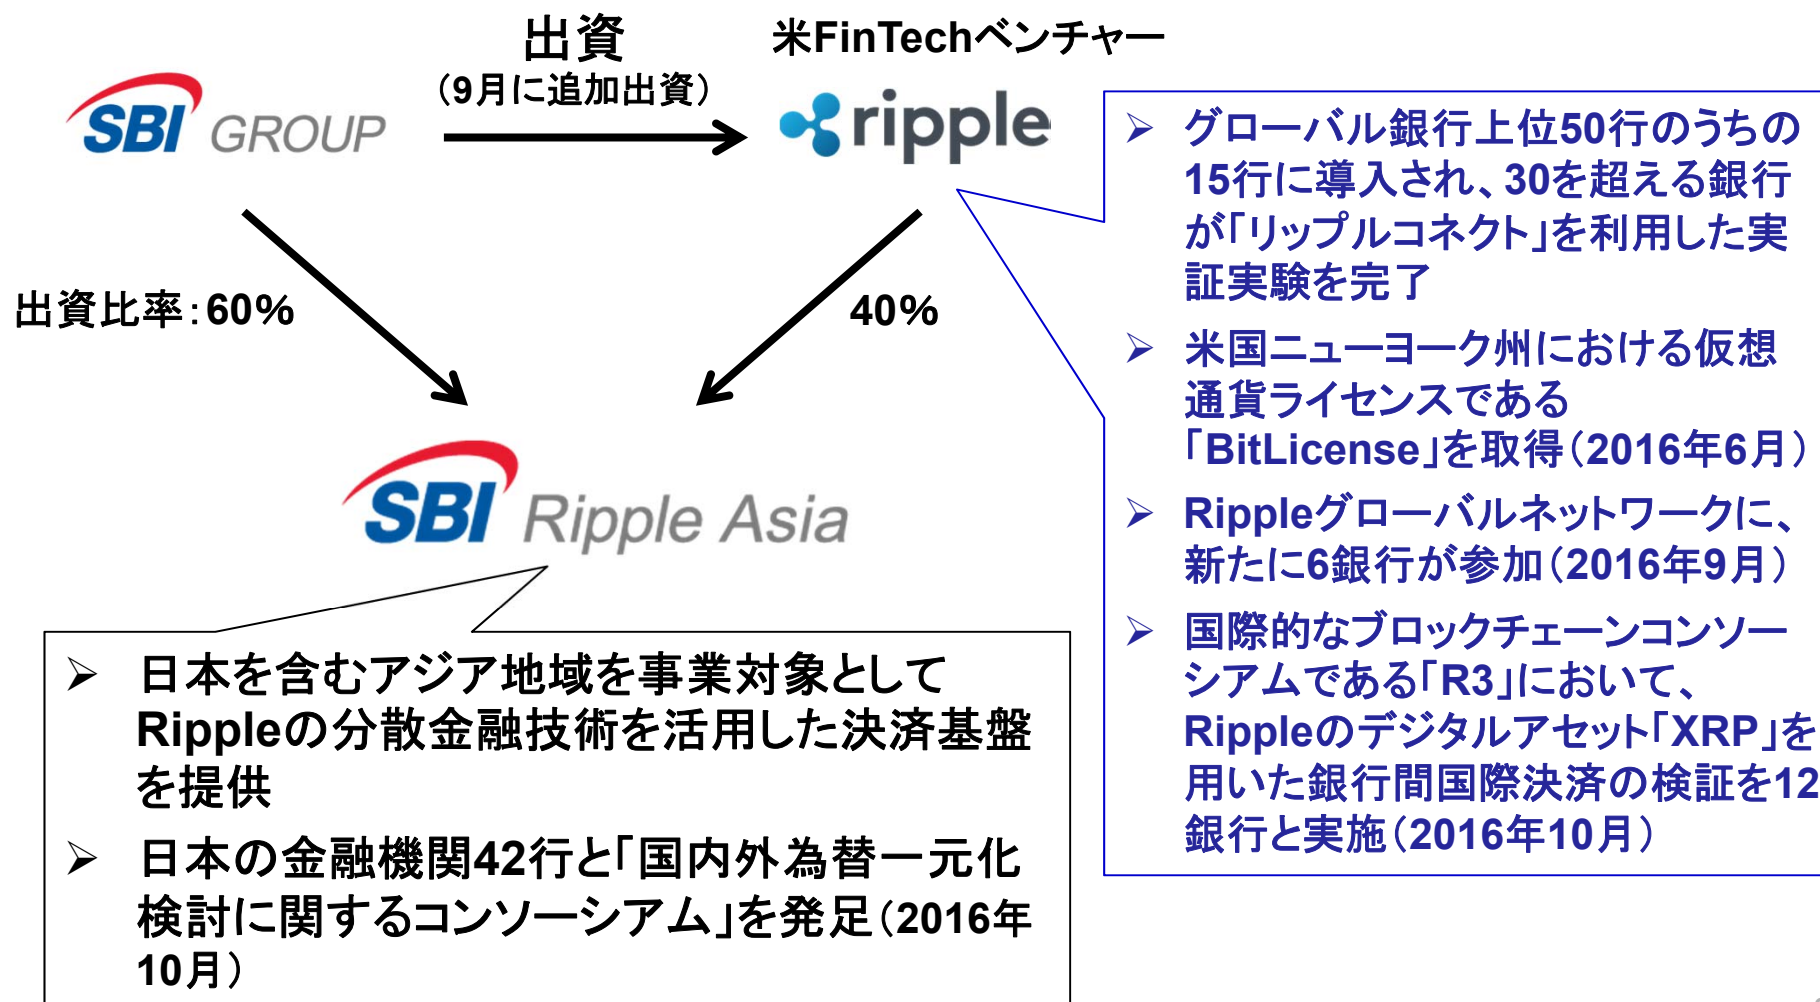 出資
（9月に追加出資）
米FinTechベンチャー
SBI GROUP
ripple
出資比率：60%
40%
SBI Ripple Asia
➢ グローバル銀行上位50行のうちの
15行に導入され、30を超える銀行
が「リップルコネクト」を利用した実
証実験を完了
➢ 米国ニューヨーク州における仮想
通貨ライセンスである
「BitLicense」を取得（2016年6月）
➢ Rippleグローバルネットワークに、
新たに6銀行が参加（2016年9月）
➢ 国際的なブロックチェーンコンソー
シアムである「R3」において、
Rippleのデジタルアセット「XRP」を
用いた銀行間国際決済の検証を12
銀行と実施（2016年10月）
➢ 日本を含むアジア地域を事業対象として
Rippleの分散金融技術を活用した決済基盤
を提供
➢ 日本の金融機関42行と「国内外為替一元化
検討に関するコンソーシアム」を発足（2016年
10月）